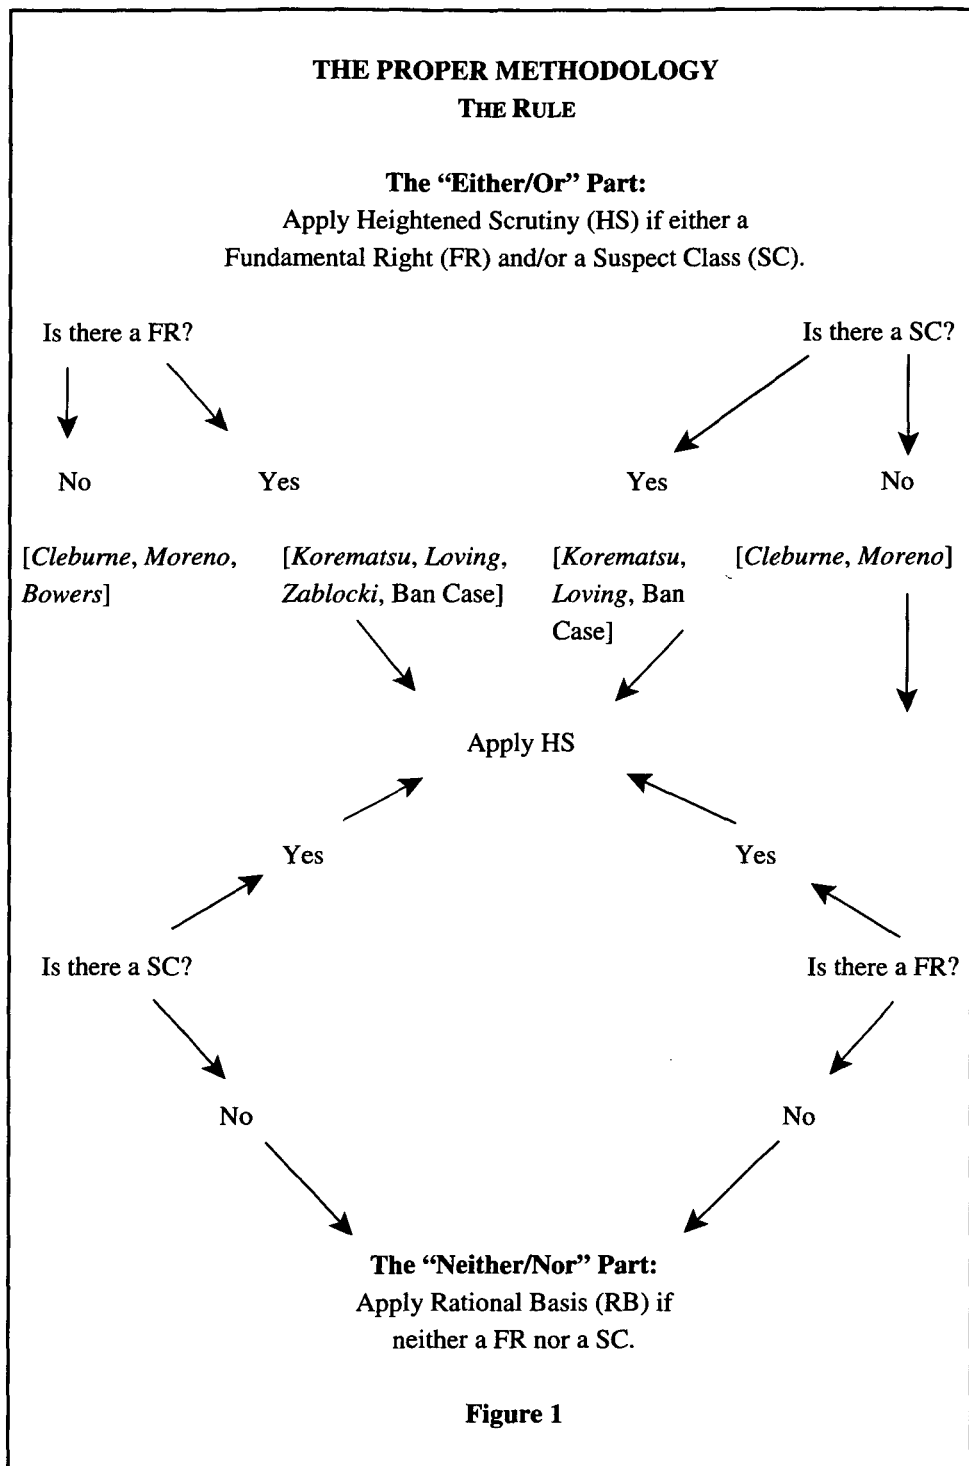 THE PROPER METHODOLOGY
THE RULE
The “Either/Or” Part:
Apply Heightened Scrutiny (HS) if either a
Fundamental Right (FR) and/or a Suspect Class (SC).
Is there a FR?
Is there a SC?
No
Yes
Yes
No
[Cleburne, Moreno,
Bowers]
[Korematsu, Loving,
Zablocki, Ban Case]
[Korematsu,
Loving, Ban
Case]
[Cleburne, Moreno]
Apply HS
Yes
Yes
Is there a SC?
Is there a FR?
No
No
The “Neither/Nor” Part:
Apply Rational Basis (RB) if
neither a FR nor a SC.
Figure 1